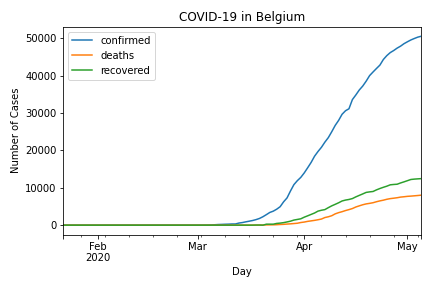 COVID-19 in Belgium
confirmed
deaths
recovered
50000
40000
30000
20000
10000
0
Number of Cases
Feb
2020
Mar
Apr
May
Day